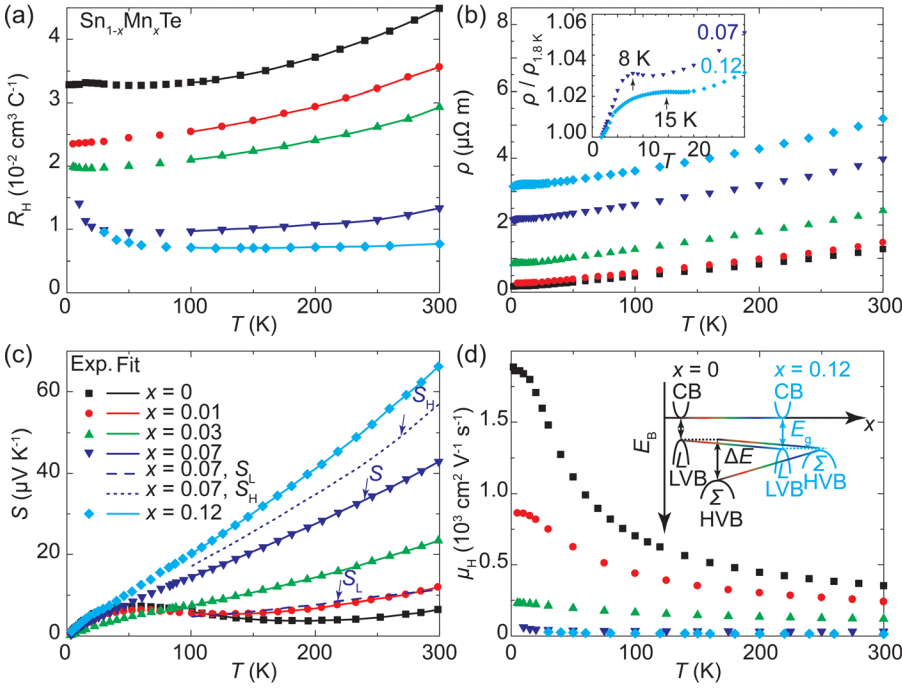 (a)
Sn1-xMnxTe
RH (10-2 cm3 C-1)
4
3
2
1
0
0
100
200
300
T (K)
(b)
ρ (μΩ m)
8
6
4
2
0
0
100
200
300
T (K)
ρ / ρ1.8 K
1.06
1.04
1.02
1.00
0
10
20
30
T
8 K
15 K
0.07
0.12
(c)
Exp. Fit
x = 0
x = 0.01
x = 0.03
x = 0.07
x = 0.07, SL
x = 0.07, SH
x = 0.12
SH
S
SL
S (μV K-1)
60
40
20
0
0
100
200
300
T (K)
(d)
μH (103 cm2 V-1 s)
1.5
1
0.5
0
0
100
200
300
T (K)
x = 0
x = 0.12
CB
CB
x
EB
Eg
ΔE
L
LVB
Σ
HVB
L
LVB
Σ
HVB